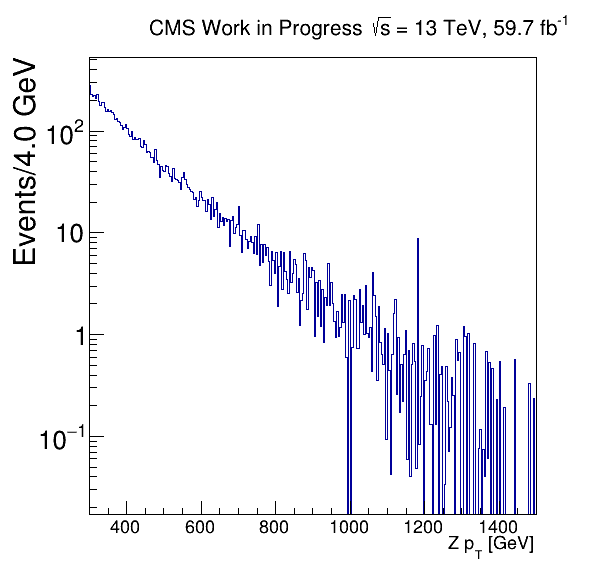 CMS Work in Progress √s = 13 TeV, 59.7 fb⁻¹
Events/4.0 GeV
10²
10
1
10⁻¹
400 600 800 1000 1200 1400
Z p_T [GeV]